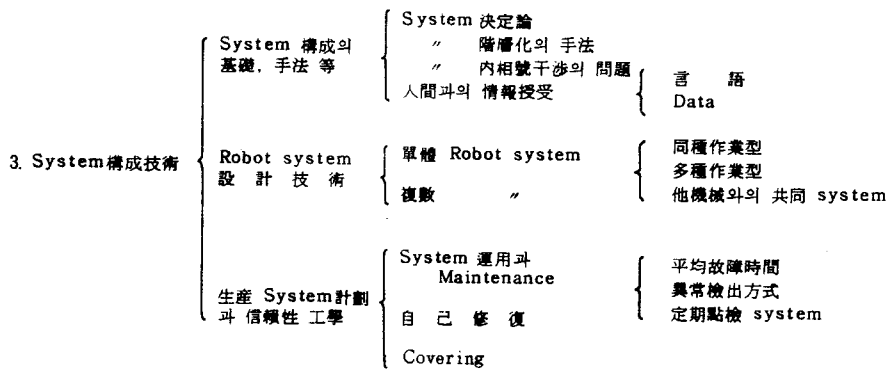 System 決定論
System 構成의
〃 階層化의 手法
基礎, 手法 等
〃 內相號干涉의 問題
人間과의 情報授受
言 語
Data
3. System構成技術
Robot system
設 計 技 術
單體 Robot system
複數 〃
同種作業型
多種作業型
他機械와의 共同 system
生産 System計劃
과 信賴性 工學
System 運用과
Maintenance
自 己 修 復
Covering
平均故障時間
異常檢出方式
定期點檢 system